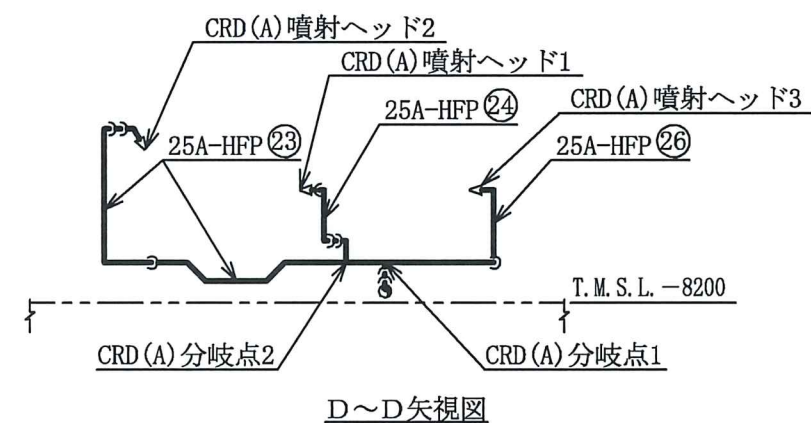 CRD(A)噴射ヘッド2
CRD(A)噴射ヘッド1
CRD(A)噴射ヘッド3
25A-HFP㉔
25A-HFP㉓
25A-HFP㉖
T.M.S.L.－8200
CRD(A)分岐点2
CRD(A)分岐点1
D～D矢視図